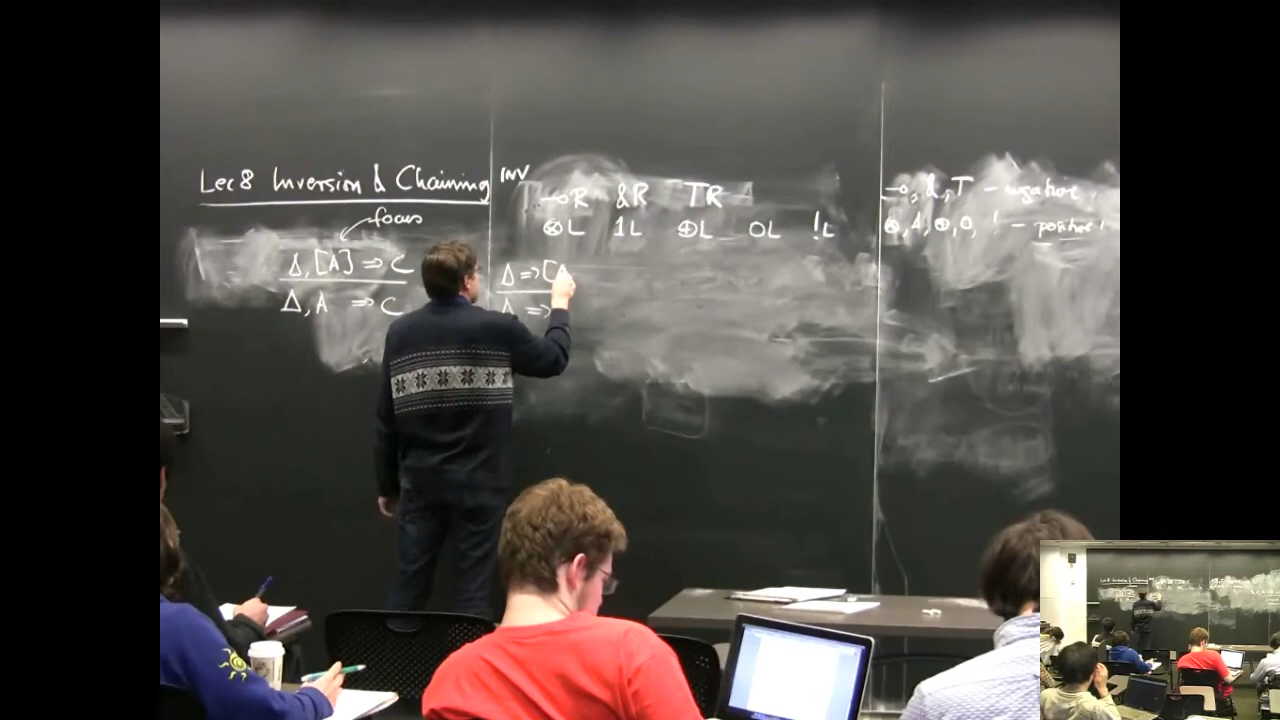 Lec 8 Inversion & Chaining
focus
Δ, [A] ⇒ C
Δ, A ⇒ C
INV
⊸R &R ⊤R
⊗L 1L ⊕L 0L !L
Δ ⇒ [A
Δ ⇒
⊸, &, ⊤ – negative
⊗, 1, ⊕, 0, ! – positive